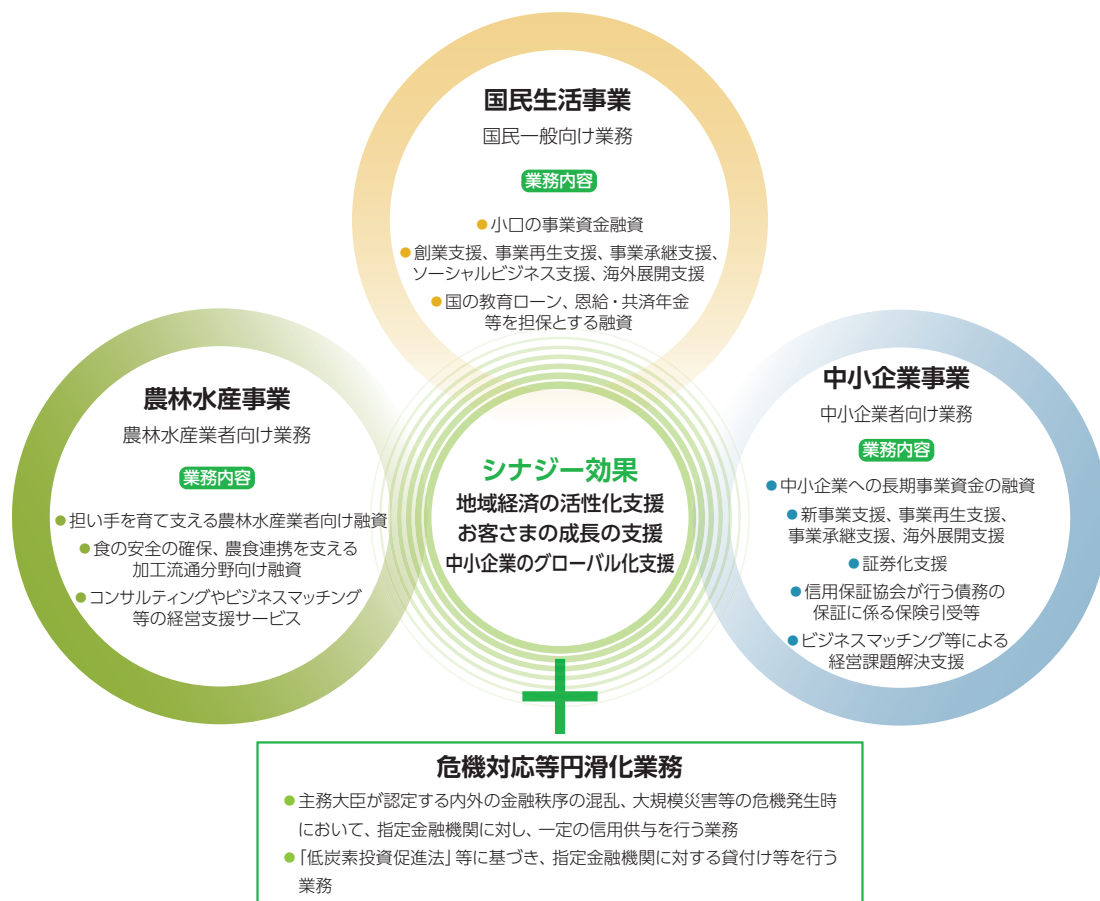 国民生活事業
国民一般向け業務
業務内容
●小口の事業資金融資
●創業支援、事業再生支援、事業承継支援、
ソーシャルビジネス支援、海外展開支援
●国の教育ローン、恩給・共済年金
等を担保とする融資
農林水産事業
農林水産業者向け業務
業務内容
●担い手を育て支える農林水産業者向け融資
●食の安全の確保、農食連携を支える
加工流通分野向け融資
●コンサルティングやビジネスマッチング
等の経営支援サービス
シナジー効果
地域経済の活性化支援
お客さまの成長の支援
中小企業のグローバル化支援
中小企業事業
中小企業者向け業務
業務内容
●中小企業への長期事業資金の融資
●新事業支援、事業再生支援、
事業承継支援、海外展開支援
●証券化支援
●信用保証協会が行う債務の
保証に係る保険引受等
●ビジネスマッチング等による
経営課題解決支援
危機対応等円滑化業務
●主務大臣が認定する内外の金融秩序の混乱、大規模災害等の危機発生時
において、指定金融機関に対し、一定の信用供与を行う業務
●「低炭素投資促進法」等に基づき、指定金融機関に対する貸付け等を行う
業務